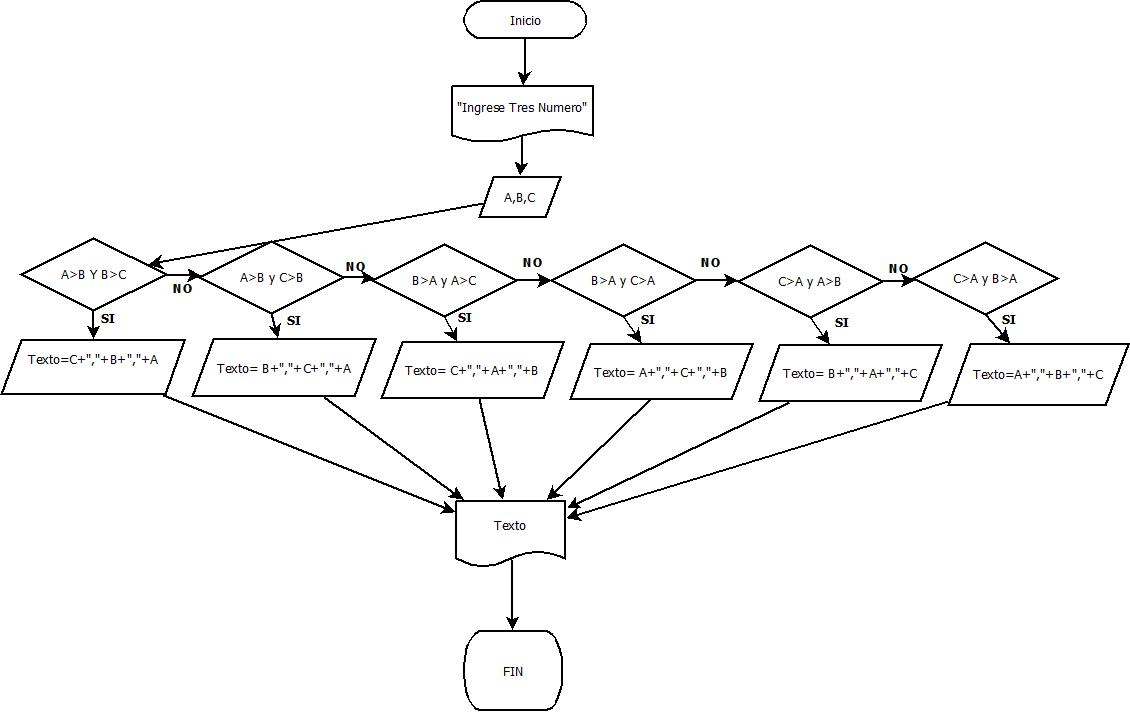 Inicio
"Ingrese Tres Numero"
A,B,C
A>B Y B>C
NO
A>B y C>B
NO
B>A y A>C
NO
B>A y C>A
NO
C>A y A>B
NO
C>A y B>A
SI
SI
SI
SI
SI
SI
Texto=C+","+B+","+A
Texto= B+","+C+","+A
Texto= C+","+A+","+B
Texto= A+","+C+","+B
Texto= B+","+A+","+C
Texto=A+","+B+","+C
Texto
FIN